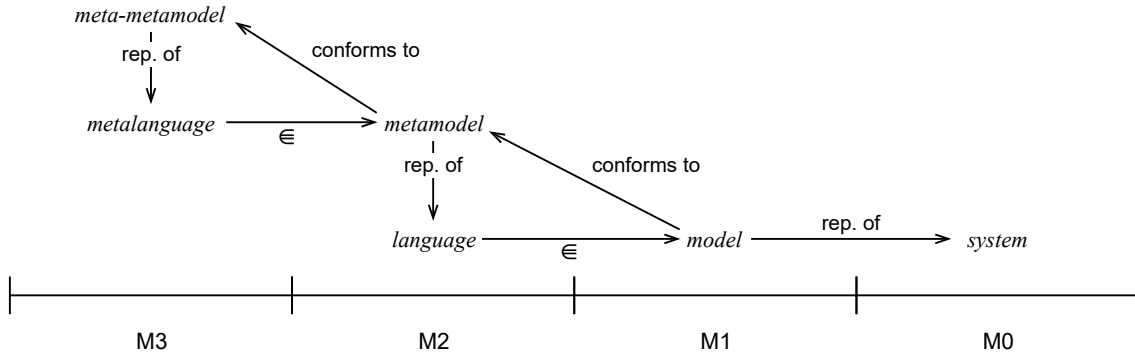 meta-metamodel
rep. of
conforms to
metalanguage
⋹
metamodel
rep. of
conforms to
language
⋹
model
rep. of
system
M3
M2
M1
M0